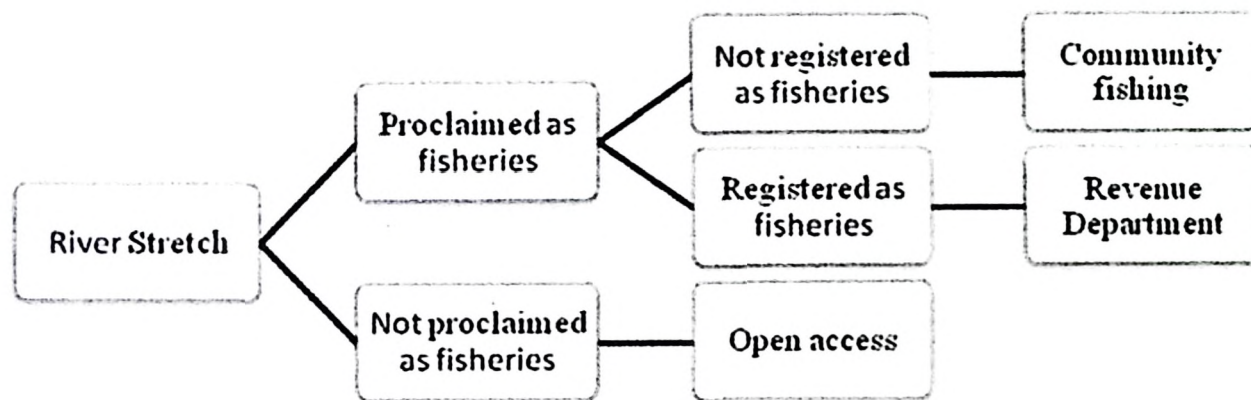 River Stretch
Proclaimed as
fisheries
Not proclaimed
as fisheries
Not registered
as fisheries
Registered as
fisheries
Open access
Community
fishing
Revenue
Department